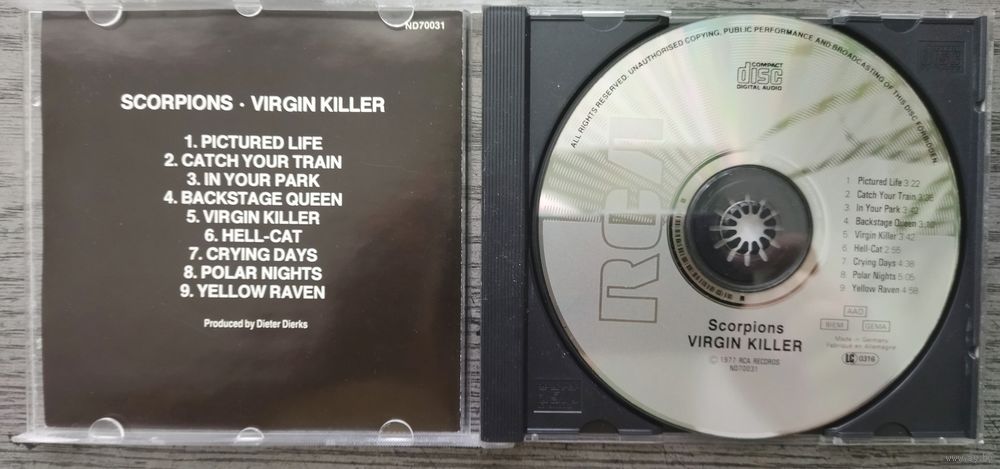 ND70031
SCORPIONS · VIRGIN KILLER
1. PICTURED LIFE
2. CATCH YOUR TRAIN
3. IN YOUR PARK
4. BACKSTAGE QUEEN
5. VIRGIN KILLER
6. HELL-CAT
7. CRYING DAYS
8. POLAR NIGHTS
9. YELLOW RAVEN
Produced by Dieter Dierks
ALL RIGHTS RESERVED. UNAUTHORISED COPYING, PUBLIC PERFORMANCE AND BROADCASTING OF THIS DISC FORBIDDEN
COMPACT
disc
DIGITAL AUDIO
RCA
1 Pictured Life 3:22
2 Catch Your Train
3 In Your Park
4 Backstage Queen
5 Virgin Killer 3:42
6 Hell-Cat 2:55
7 Crying Days 4:38
8 Polar Nights 5:05
9 Yellow Raven 4:58
AAD
BIEM GEMA
Made in Germany
Fabriqué en Allemagne
LC 0316
Scorpions
VIRGIN KILLER
© 1977 RCA RECORDS
ND70031